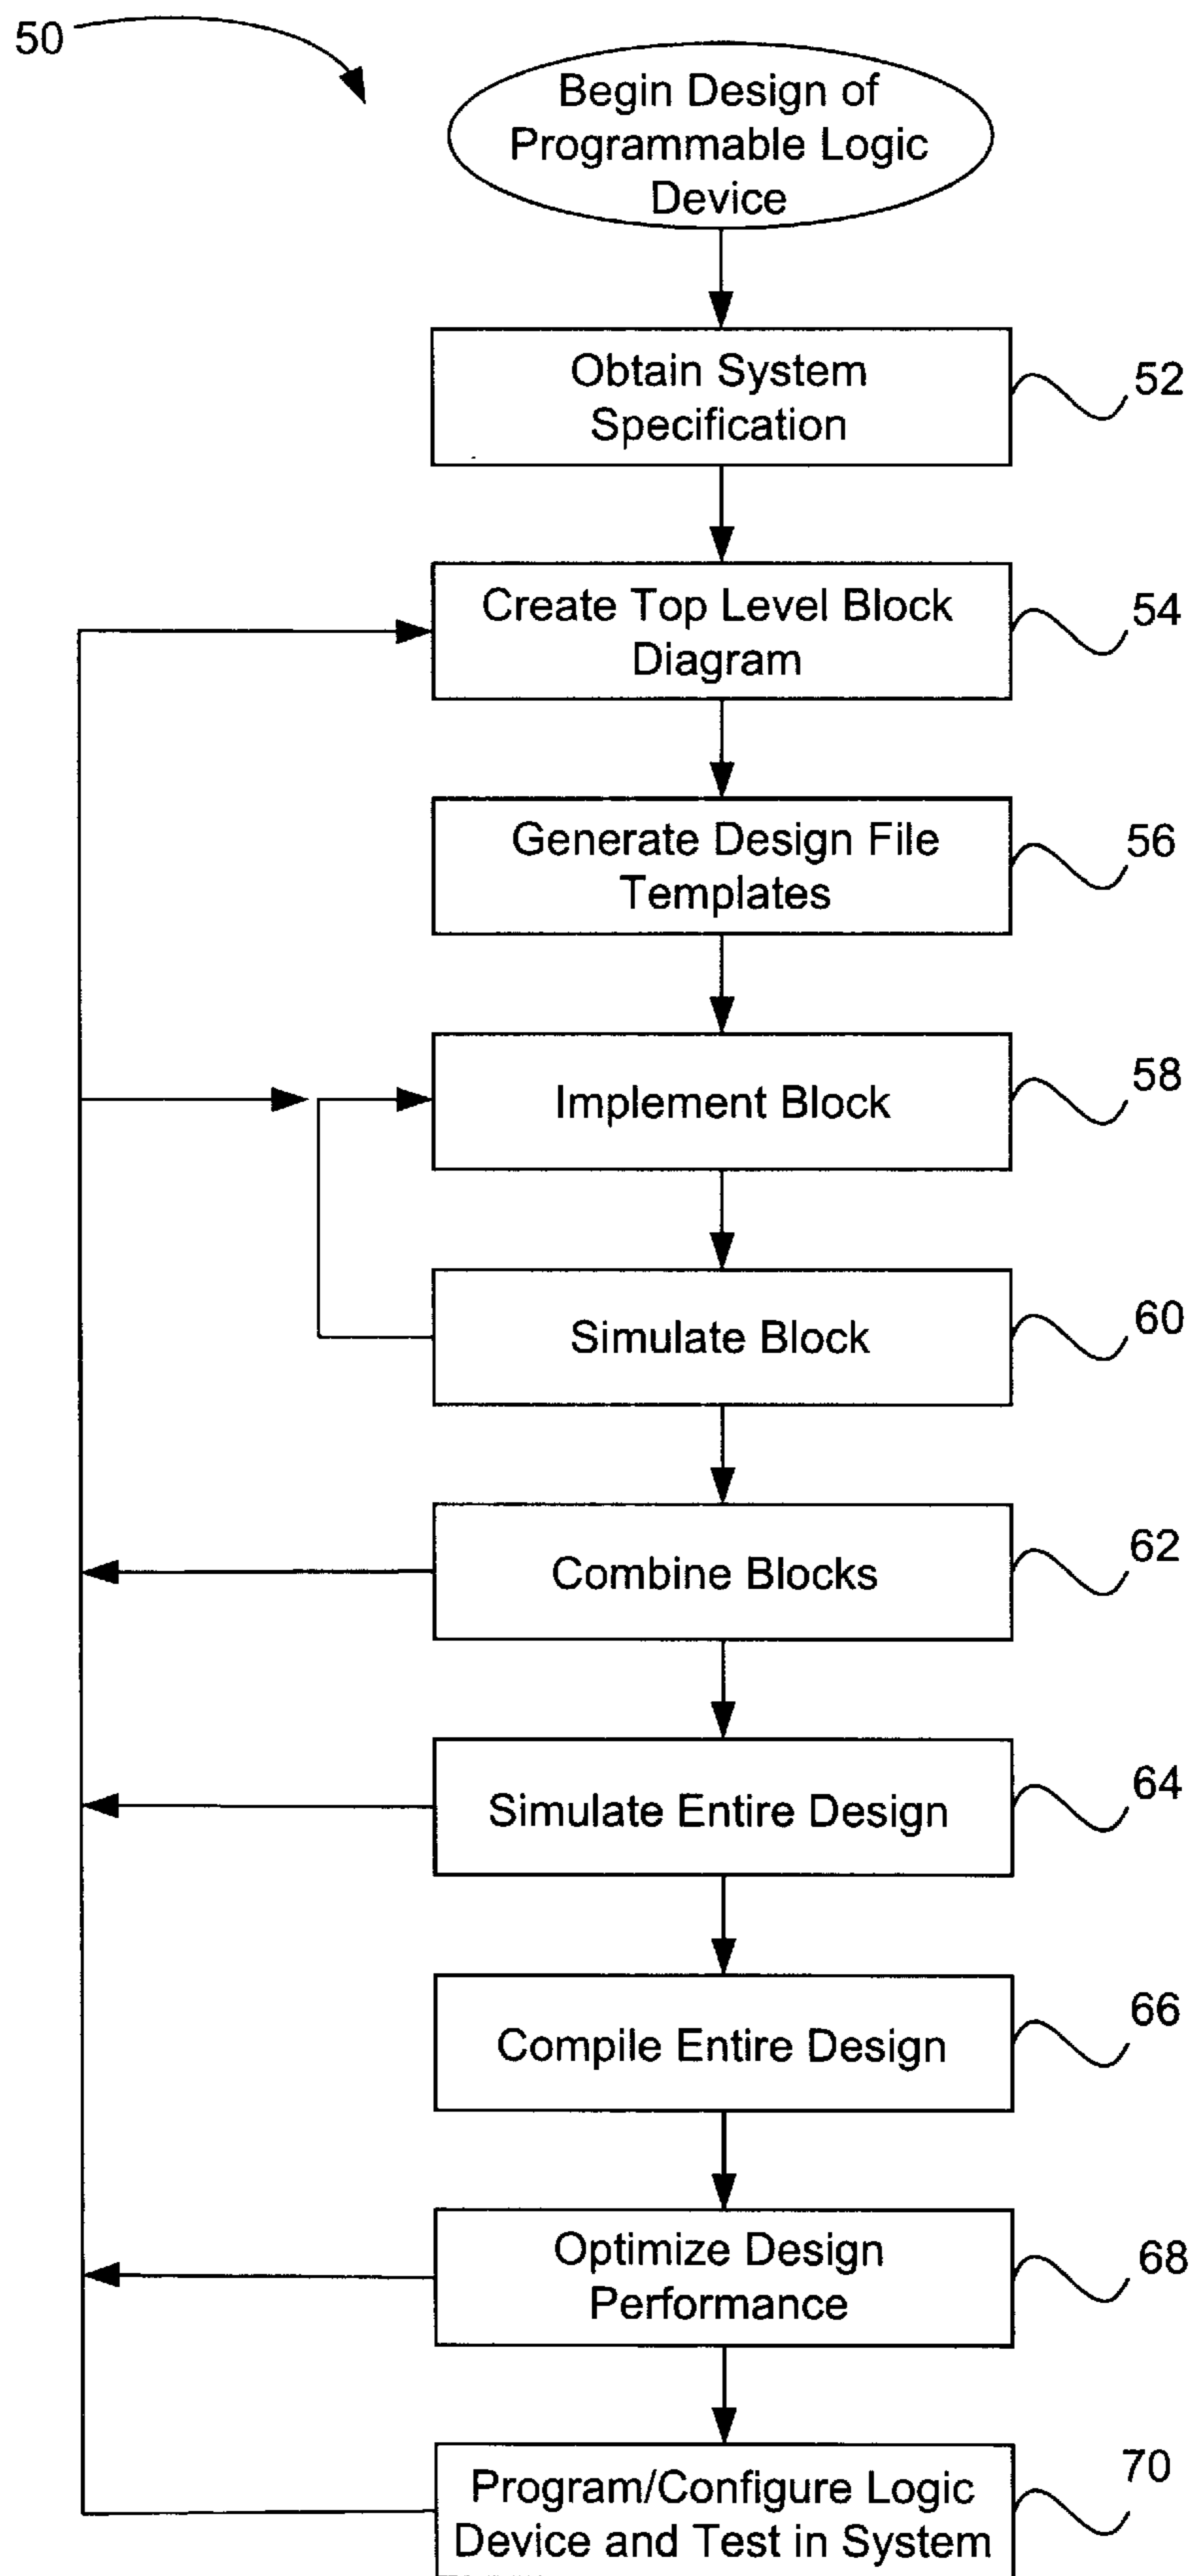 50
Begin Design of
Programmable Logic
Device
Obtain System
Specification
52
Create Top Level Block
Diagram
54
Generate Design File
Templates
56
Implement Block
58
Simulate Block
60
Combine Blocks
62
Simulate Entire Design
64
Compile Entire Design
66
Optimize Design
Performance
68
Program/Configure Logic
Device and Test in System
70